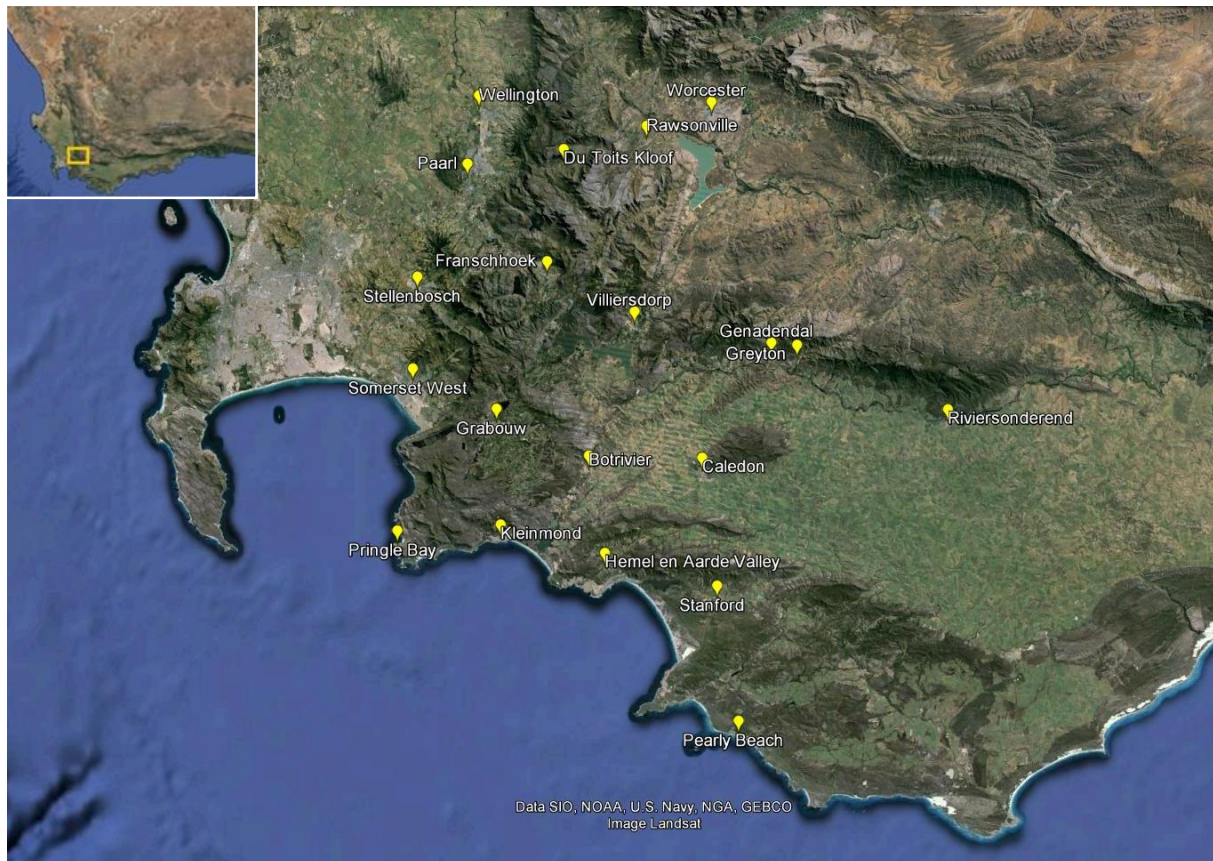 Wellington
Worcester
Rawsonville
Du Toits Kloof
Paarl
Franschhoek
Stellenbosch
Villiersdorp
Genadendal
Greyton
Somerset West
Grabouw
Riviersonderend
Botrivier
Caledon
Kleinmond
Pringle Bay
Hemel en Aarde Valley
Stanford
Pearly Beach
Data SIO, NOAA, U.S. Navy, NGA, GEBCO
Image Landsat